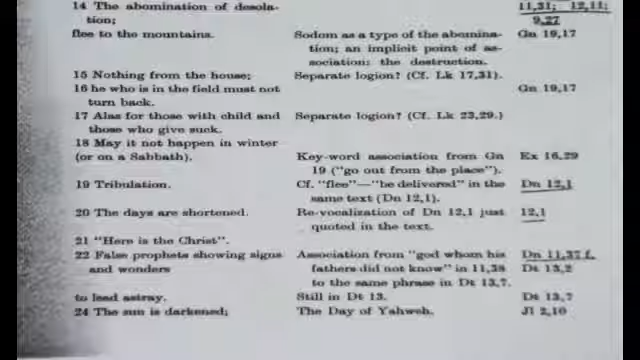 14 The abomination of desola- 11,31; 12,11;
tion; 9,27
flee to the mountains. Sodom as a type of the abomina- Gn 19,17
tion; an implicit point of as-
sociation: the destruction.
15 Nothing from the house; Separate logion? (Cf. Lk 17,31).
16 he who is in the field must not Gn 19,17
turn back.
17 Alas for those with child and Separate logion? (Cf. Lk 23,29.)
those who give suck.
18 May it not happen in winter
(or on a Sabbath). Key-word association from Gn Ex 16,29
19 ("go out from the place").
19 Tribulation. Cf. "flee"—"be delivered" in the Dn 12,1
same text (Dn 12,1).
20 The days are shortened. Re-vocalization of Dn 12,1 just 12,1
quoted in the text.
21 "Here is the Christ".
22 False prophets showing signs Association from "god whom his Dn 11,37 f.
and wonders fathers did not know" in 11,38 Dt 13,2
to the same phrase in Dt 13,7.
to lead astray. Still in Dt 13. Dt 13,7
24 The sun is darkened; The Day of Yahweh. Jl 2,10